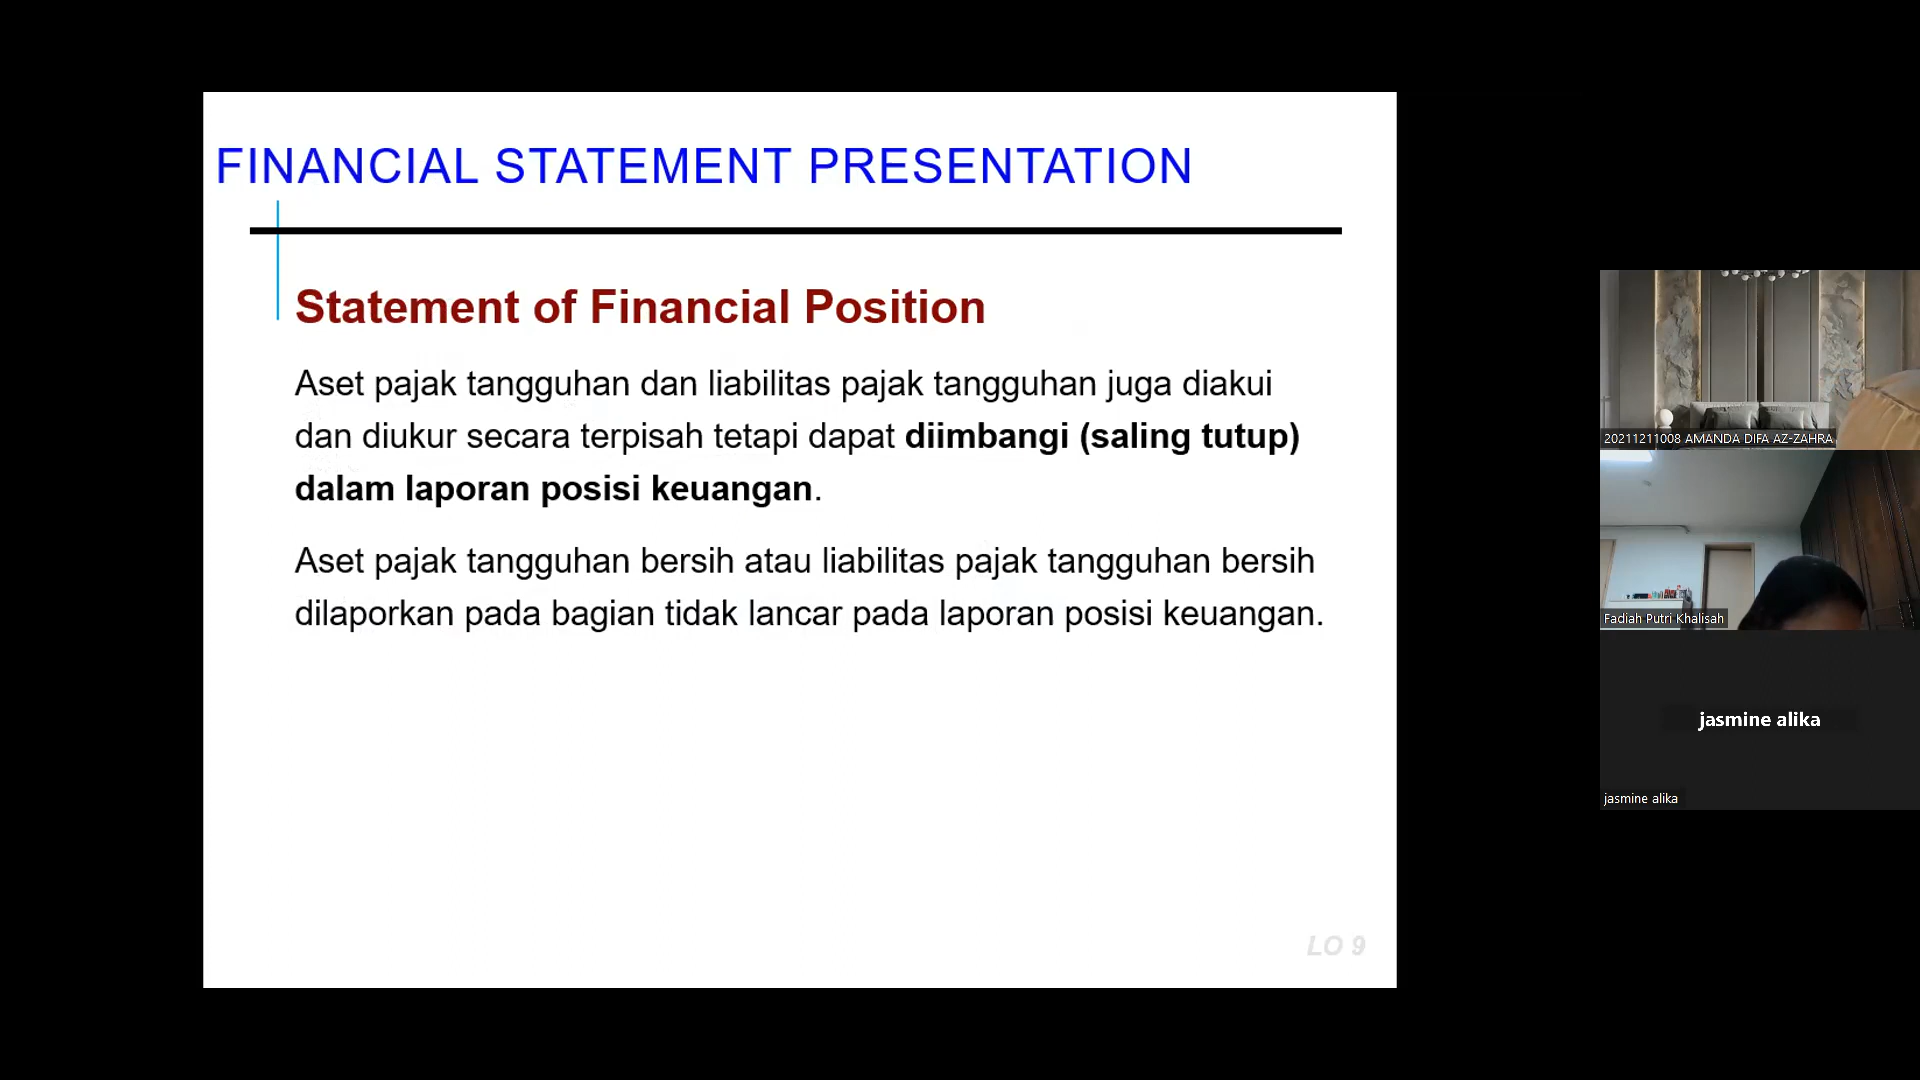 FINANCIAL STATEMENT PRESENTATION
Statement of Financial Position
Aset pajak tangguhan dan liabilitas pajak tangguhan juga diakui
dan diukur secara terpisah tetapi dapat diimbangi (saling tutup)
dalam laporan posisi keuangan.
Aset pajak tangguhan bersih atau liabilitas pajak tangguhan bersih
dilaporkan pada bagian tidak lancar pada laporan posisi keuangan.
LO 9
20211211008 AMANDA DIFA AZ-ZAHRA
Fadiah Putri Khalisah
jasmine alika
jasmine alika